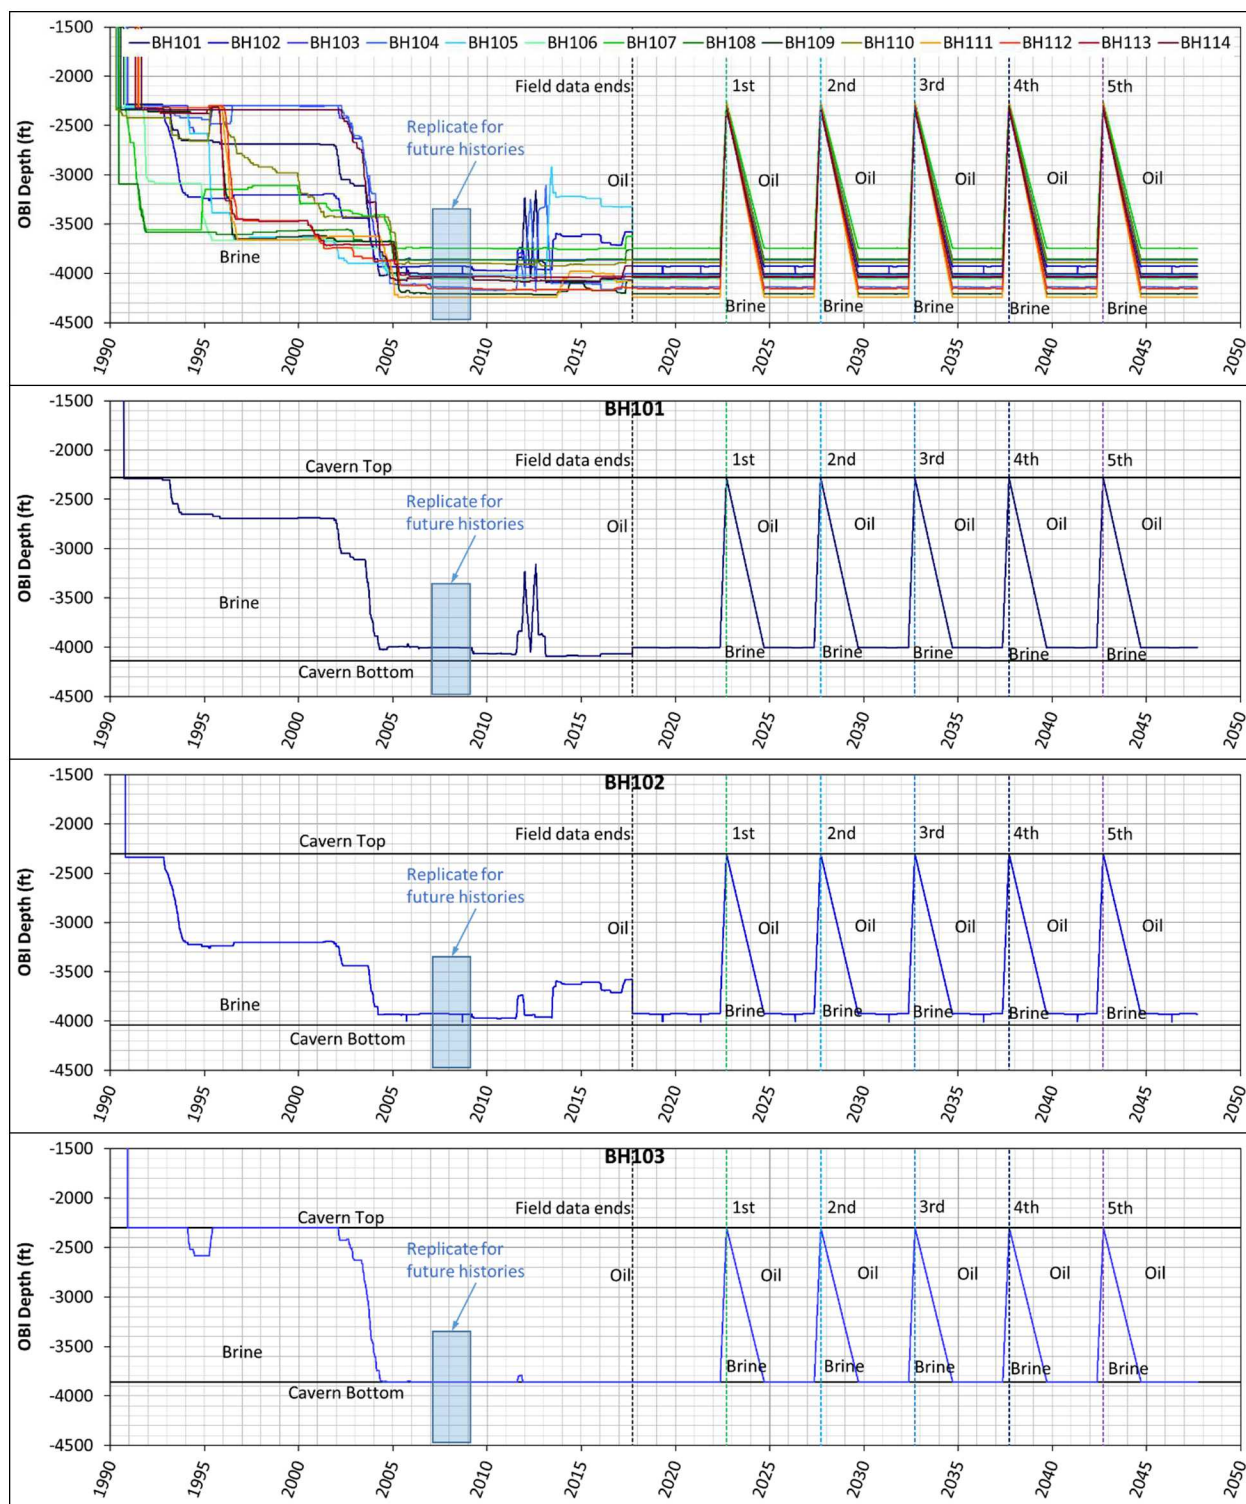 -1500
BH101 BH102 BH103 BH104 BH105 BH106 BH107 BH108 BH109 BH110 BH111 BH112 BH113 BH114
-2000
Field data ends 1st 2nd 3rd 4th 5th
-2500
Replicate for
future histories
-3000
Oil Oil Oil Oil Oil Oil
-3500
Brine
-4000
Brine Brine Brine Brine Brine
-4500
OBI Depth (ft)
1990 1995 2000 2005 2010 2015 2020 2025 2030 2035 2040 2045 2050
BH101
-1500
-2000
Cavern Top Field data ends 1st 2nd 3rd 4th 5th
-2500
Replicate for
future histories
Oil Oil Oil Oil Oil Oil
-3000
-3500
Brine
-4000
Brine Brine Brine Brine Brine
Cavern Bottom
-4500
OBI Depth (ft)
1990 1995 2000 2005 2010 2015 2020 2025 2030 2035 2040 2045 2050
BH102
-1500
-2000
Cavern Top Field data ends 1st 2nd 3rd 4th 5th
-2500
Replicate for
future histories
-3000
Oil Oil Oil Oil Oil Oil
-3500
Brine Brine Brine Brine Brine Brine
-4000
Cavern Bottom
-4500
OBI Depth (ft)
1990 1995 2000 2005 2010 2015 2020 2025 2030 2035 2040 2045 2050
BH103
-1500
-2000
Cavern Top Field data ends 1st 2nd 3rd 4th 5th
-2500
Replicate for
future histories
Oil Oil Oil Oil Oil Oil
-3000
-3500
Brine
Brine Brine Brine Brine Brine
-4000
Cavern Bottom
-4500
OBI Depth (ft)
1990 1995 2000 2005 2010 2015 2020 2025 2030 2035 2040 2045 2050